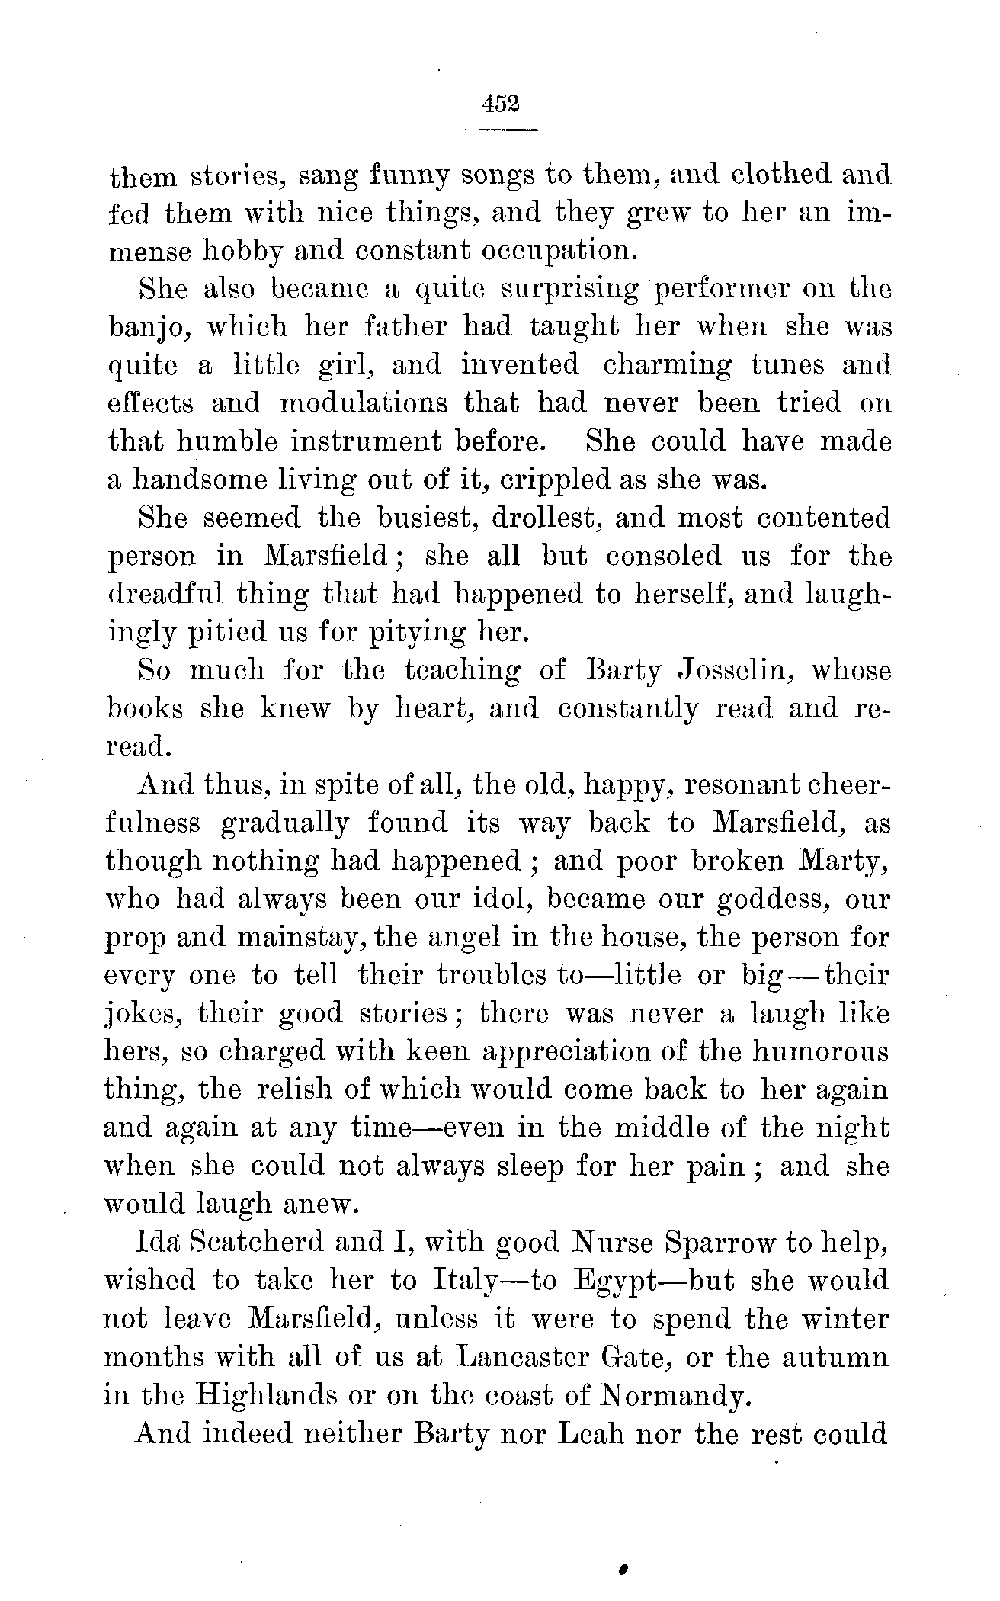 452
them stories, sang funny songs to them, and clothed and
fed them with nice things, and they grew to her an im-
mense hobby and constant occupation.
She also became a quite surprising performer on the
banjo, which her father had taught her when she was
quite a little girl, and invented charming tunes and
effects and modulations that had never been tried on
that humble instrument before. She could have made
a handsome living out of it, crippled as she was.
She seemed the busiest, drollest, and most contented
person in Marsfield; she all but consoled us for the
dreadful thing that had happened to herself, and laugh-
ingly pitied us for pitying her.
So much for the teaching of Barty Josselin, whose
books she knew by heart, and constantly read and re-
read.
And thus, in spite of all, the old, happy, resonant cheer-
fulness gradually found its way back to Marsfield, as
though nothing had happened; and poor broken Marty,
who had always been our idol, became our goddess, our
prop and mainstay, the angel in the house, the person for
every one to tell their troubles to—little or big—their
jokes, their good stories; there was never a laugh like
hers, so charged with keen appreciation of the humorous
thing, the relish of which would come back to her again
and again at any time—even in the middle of the night
when she could not always sleep for her pain; and she
would laugh anew.
Ida Scatcherd and I, with good Nurse Sparrow to help,
wished to take her to Italy—to Egypt—but she would
not leave Marsfield, unless it were to spend the winter
months with all of us at Lancaster Gate, or the autumn
in the Highlands or on the coast of Normandy.
And indeed neither Barty nor Leah nor the rest could